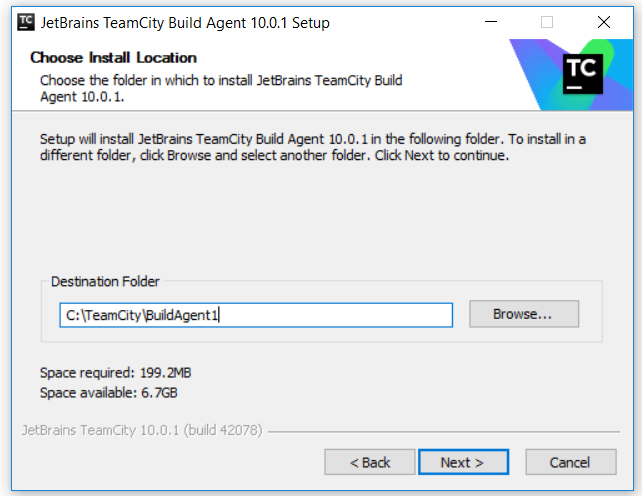 TC JetBrains TeamCity Build Agent 10.0.1 Setup
Choose Install Location
Choose the folder in which to install JetBrains TeamCity Build
Agent 10.0.1.
TC
Setup will install JetBrains TeamCity Build Agent 10.0.1 in the following folder. To install in a
different folder, click Browse and select another folder. Click Next to continue.
Destination Folder
C:\TeamCity\BuildAgent1
Browse...
Space required: 199.2MB
Space available: 6.7GB
JetBrains TeamCity 10.0.1 (build 42078)
< Back Next > Cancel